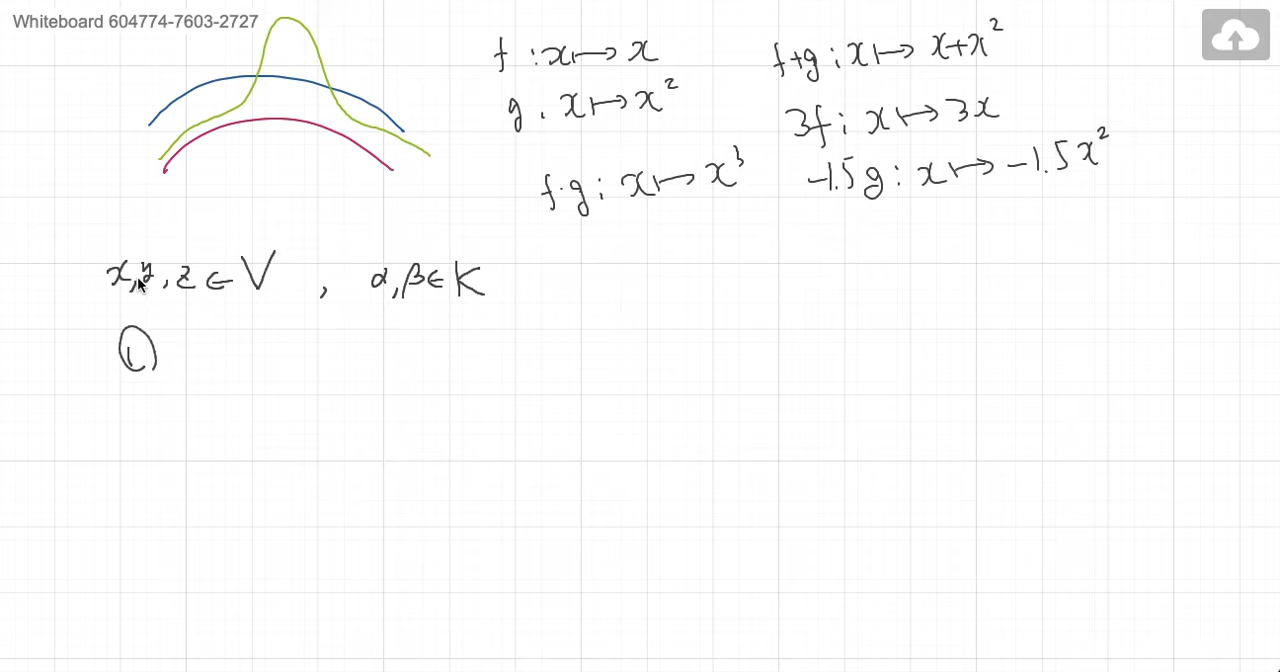 Whiteboard 604774-7603-2727
f : x ↦ x
g : x ↦ x²
f·g : x ↦ x³
f+g : x ↦ x+x²
3f : x ↦ 3x
-1.5g : x ↦ -1.5x²
x, y, z ∈ V , α, β ∈ K
①